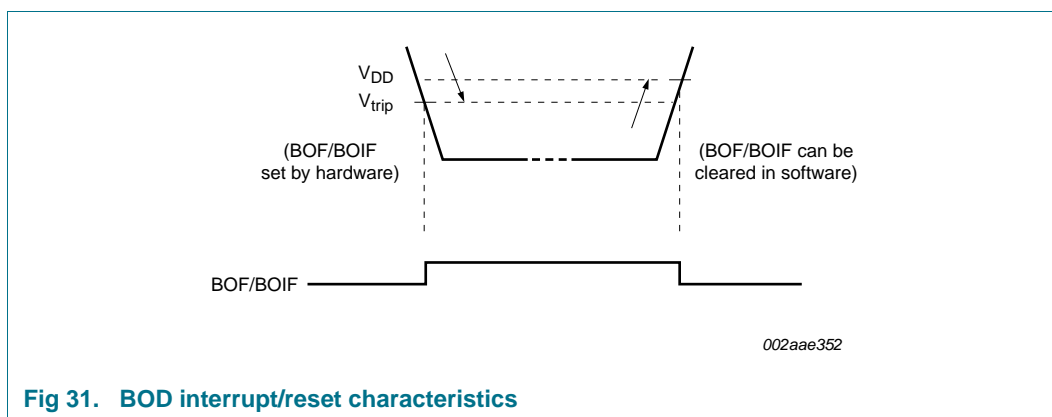 VDD
Vtrip
(BOF/BOIF
set by hardware)
(BOF/BOIF can be
cleared in software)
BOF/BOIF
002aae352
Fig 31. BOD interrupt/reset characteristics